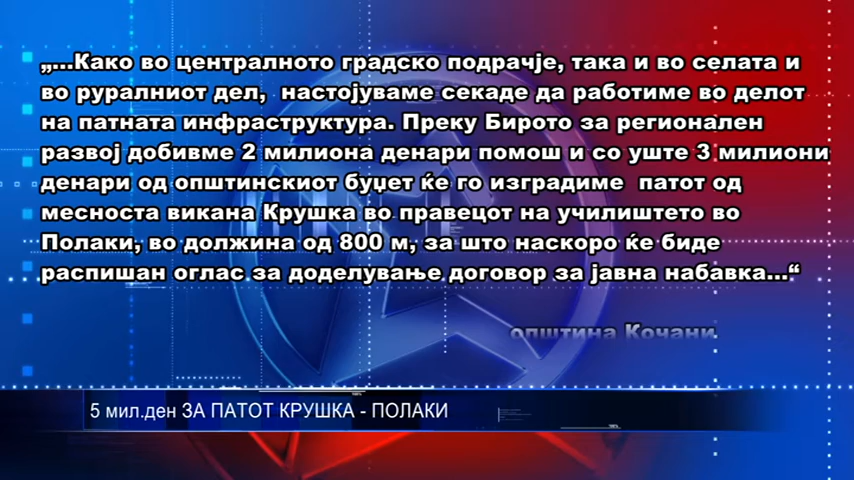 „...Како во централното градско подрачје, така и во селата и
во руралниот дел, настојуваме секаде да работиме во делот
на патната инфраструктура. Преку Бирото за регионален
развој добивме 2 милиона денари помош и со уште 3 милиони
денари од општинскиот буџет ќе го изградиме патот од
месноста викана Крушка во правецот на училиштето во
Полаки, во должина од 800 м, за што наскоро ќе биде
распишан оглас за доделување договор за јавна набавка...“
општина Кочани
5 мил.ден ЗА ПАТОТ КРУШКА - ПОЛАКИ